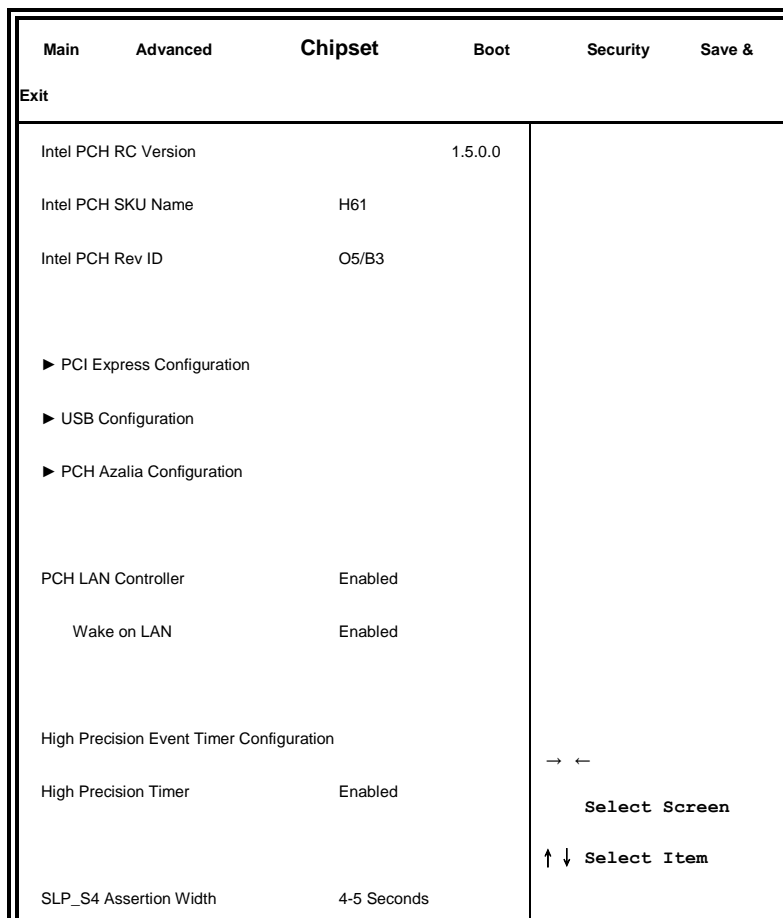 Main Advanced Chipset Boot Security Save &
Exit
Intel PCH RC Version 1.5.0.0
Intel PCH SKU Name H61
Intel PCH Rev ID O5/B3
► PCI Express Configuration
► USB Configuration
► PCH Azalia Configuration
PCH LAN Controller Enabled
Wake on LAN Enabled
High Precision Event Timer Configuration
High Precision Timer Enabled
SLP_S4 Assertion Width 4-5 Seconds
→ ←
Select Screen
↑↓ Select Item